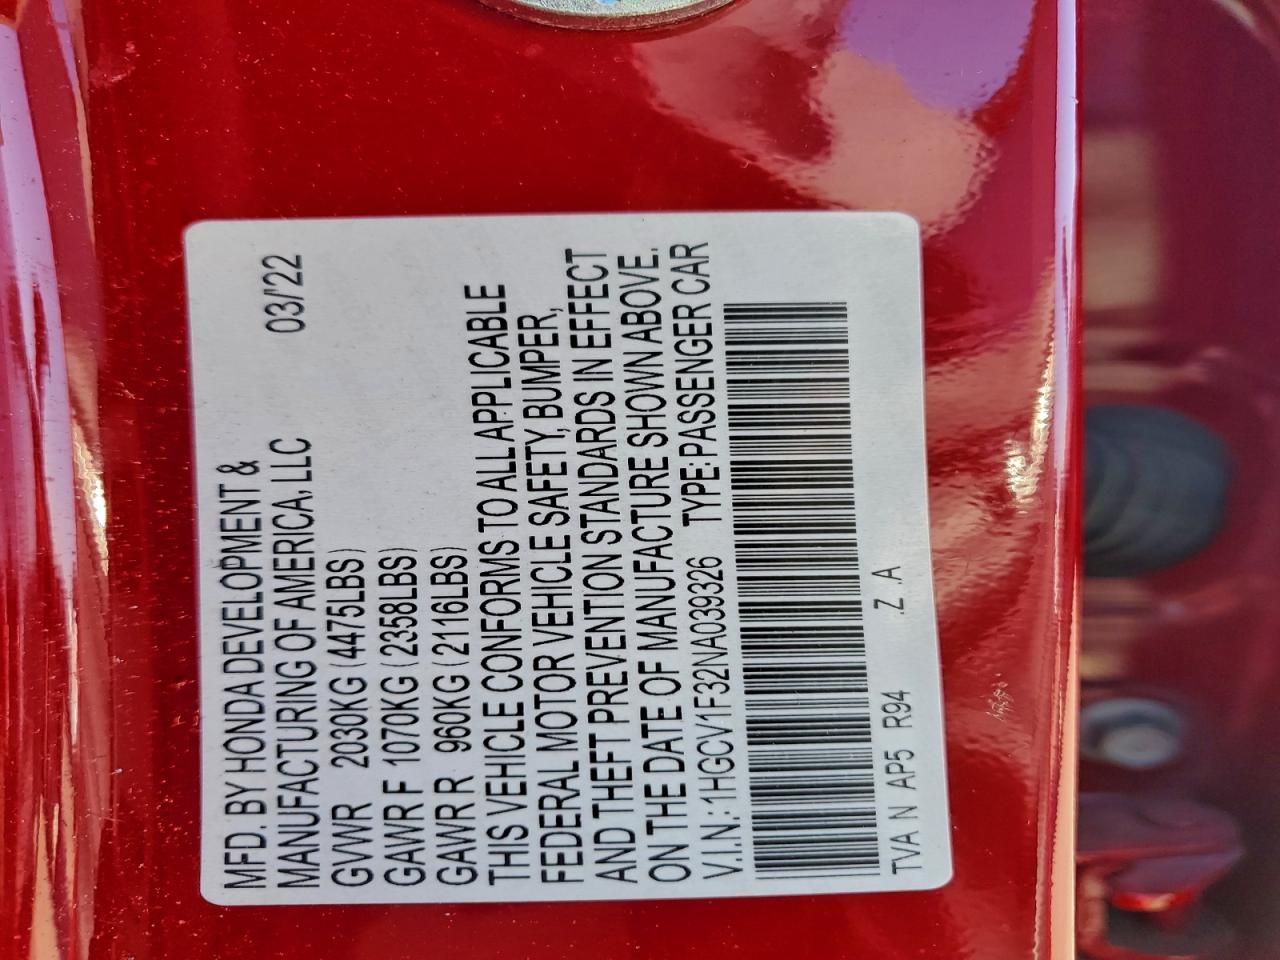 MFD. BY HONDA DEVELOPMENT &
MANUFACTURING OF AMERICA, LLC 03/'22
GVWR 2030KG (4475LBS)
GAWR F 1070KG (2358LBS)
GAWR R 960KG (2116LBS)
THIS VEHICLE CONFORMS TO ALL APPLICABLE
FEDERAL MOTOR VEHICLE SAFETY, BUMPER,
AND THEFT PREVENTION STANDARDS IN EFFECT
ON THE DATE OF MANUFACTURE SHOWN ABOVE.
V.I.N.: 1HGCV1F32NA039326 TYPE: PASSENGER CAR
TVA N AP5 R94 .Z .A